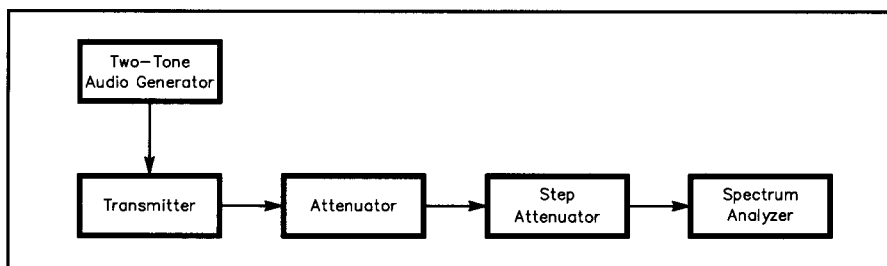 Two-Tone
Audio Generator
Transmitter
Attenuator
Step
Attenuator
Spectrum
Analyzer